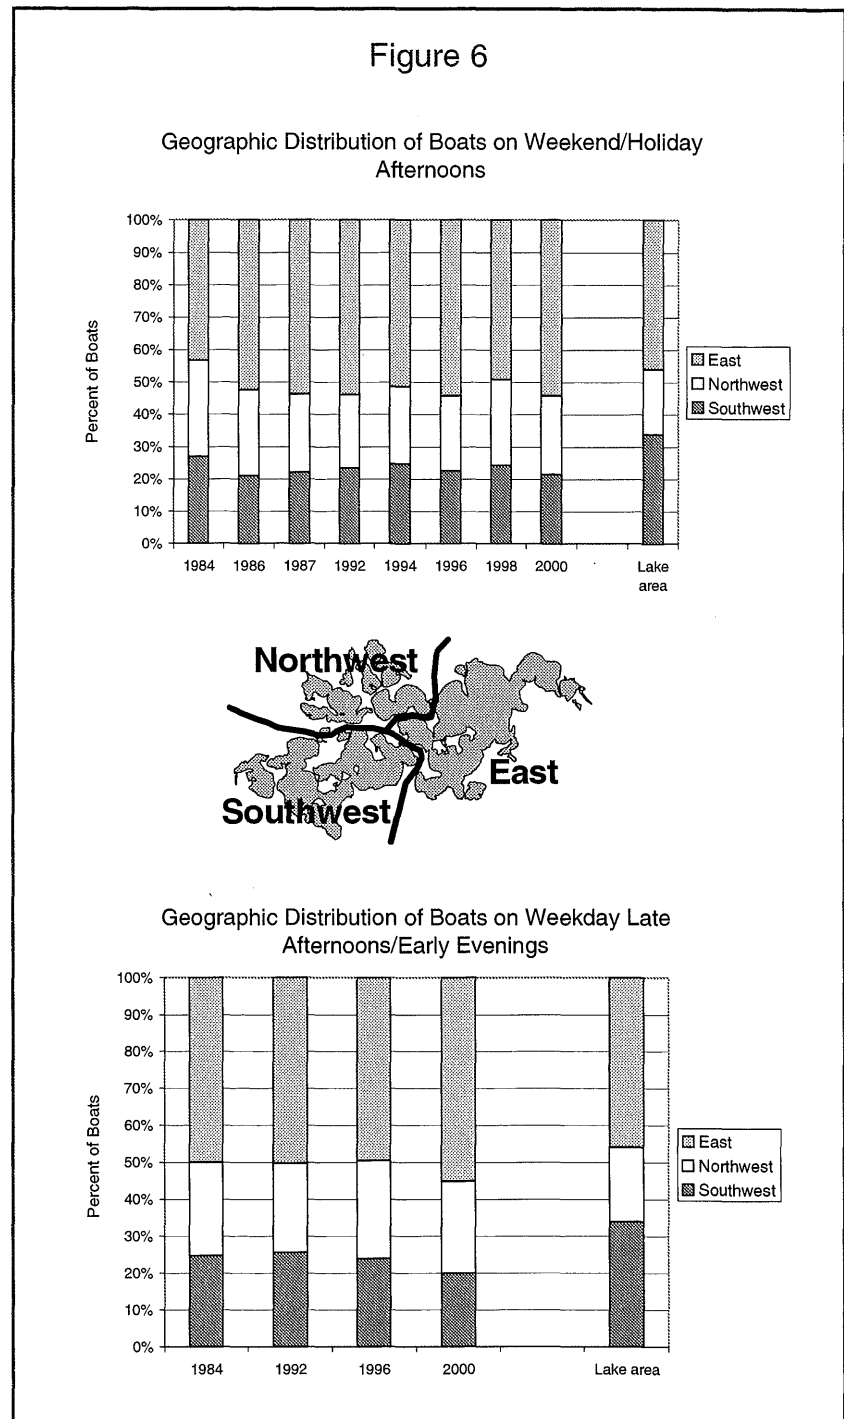 Figure 6
Geographic Distribution of Boats on Weekend/Holiday
Afternoons
Percent of Boats
100%
90%
80%
70%
60%
50%
40%
30%
20%
10%
0%
1984 1986 1987 1992 1994 1996 1998 2000 Lake
area
East
Northwest
Southwest
Northwest
East
Southwest
Geographic Distribution of Boats on Weekday Late
Afternoons/Early Evenings
Percent of Boats
100%
90%
80%
70%
60%
50%
40%
30%
20%
10%
0%
1984 1992 1996 2000 Lake area
East
Northwest
Southwest